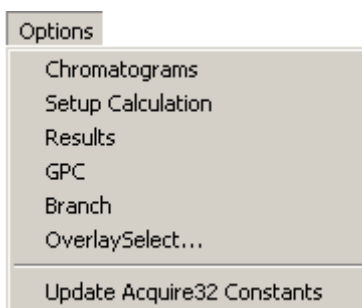 Options
Chromatograms
Setup Calculation
Results
GPC
Branch
OverlaySelect...
Update Acquire32 Constants